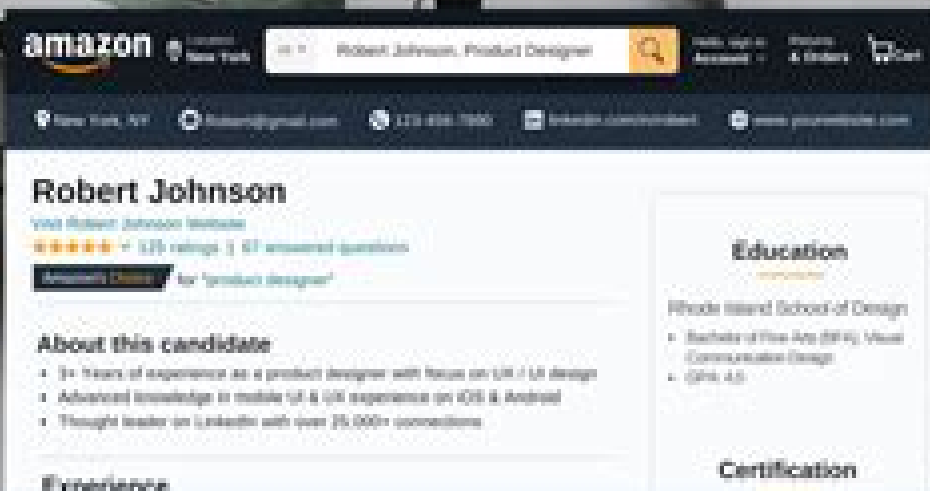 amazon
New York
Robert Johnson, Product Designer
Account
& Orders
Cart
New York, NY
Robert@gmail.com
123-456-7890
www.yourwebsite.com
Robert Johnson
Visit Robert Johnson Website
125 ratings | 67 answered questions
Amazon's Choice for "product designer"
About this candidate
• 5+ Years of experience as a product designer with focus on UX / UI design
• Advanced knowledge in mobile UI & UX experience on iOS & Android
• Thought leader on LinkedIn with over 25,000+ connections
Experience
Education
Rhode Island School of Design
• Bachelor of Fine Arts (BFA), Visual
Communication Design
• GPA: 4.0
Certification